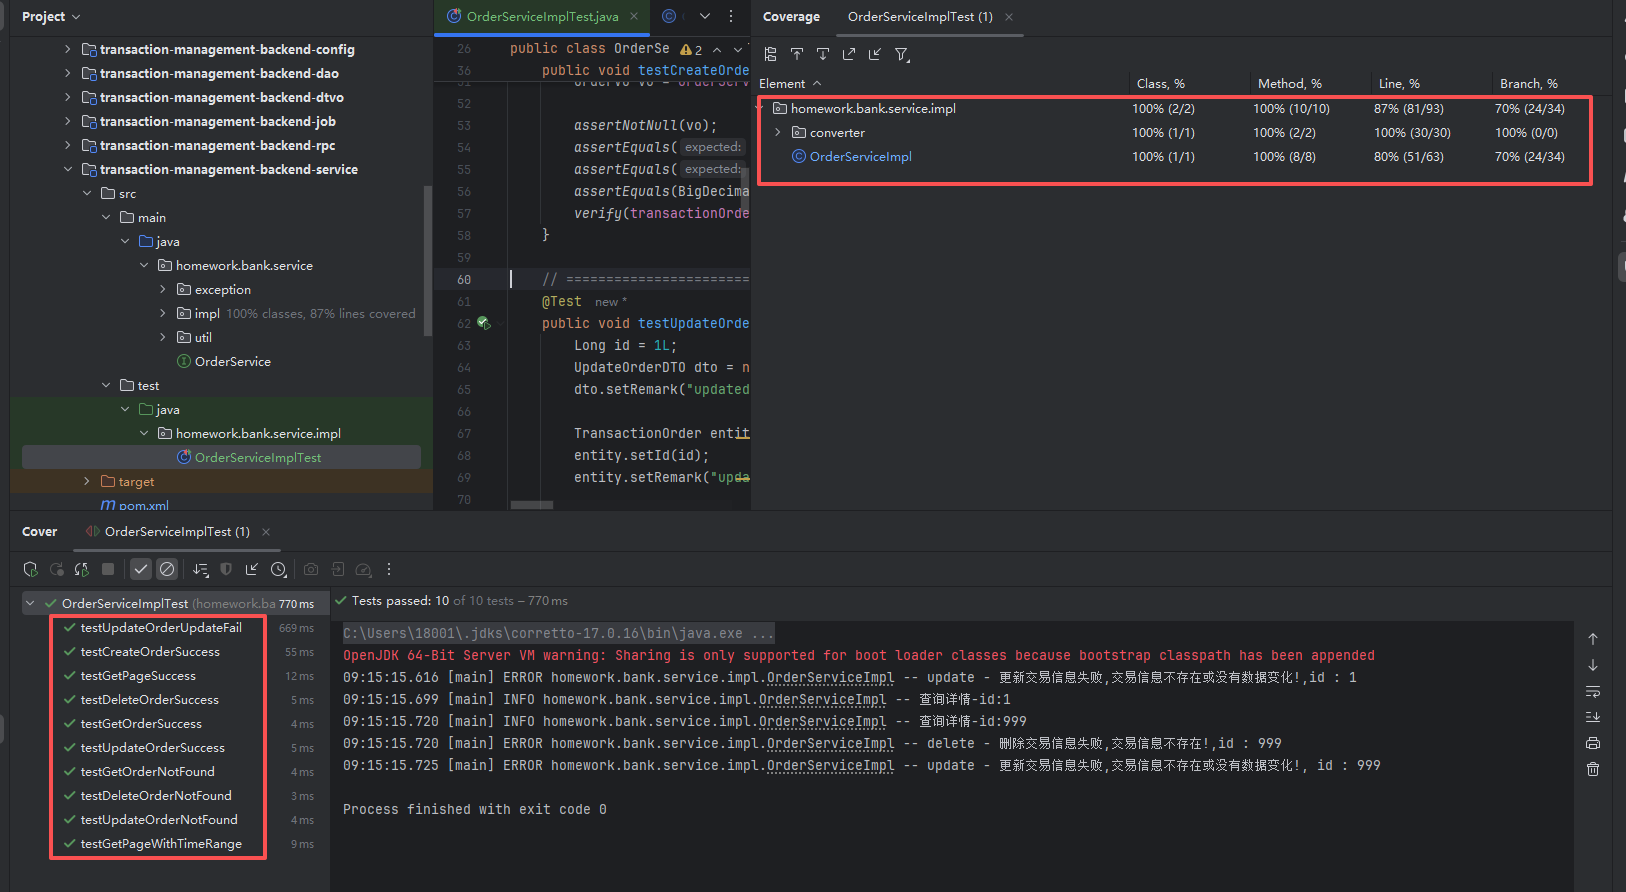 Project
transaction-management-backend-config
transaction-management-backend-dao
transaction-management-backend-dtvo
transaction-management-backend-job
transaction-management-backend-rpc
transaction-management-backend-service
src
main
java
homework.bank.service
exception
impl 100% classes, 87% lines covered
util
OrderService
test
java
homework.bank.service.impl
OrderServiceImplTest
target
pom.xml
OrderServiceImplTest.java
26 public class OrderSe 2
36 public void testCreateOrde
52
53 assertNotNull(vo);
54 assertEquals( expected:
55 assertEquals( expected:
56 assertEquals(BigDecima
57 verify(transactionOrde
58 }
59
60 // ========================
61 @Test new *
62 public void testUpdateOrde
63 Long id = 1L;
64 UpdateOrderDTO dto = n
65 dto.setRemark("updated
66
67 TransactionOrder entit
68 entity.setId(id);
69 entity.setRemark("upda
70
Coverage OrderServiceImplTest (1)
Element Class, % Method, % Line, % Branch, %
homework.bank.service.impl 100% (2/2) 100% (10/10) 87% (81/93) 70% (24/34)
converter 100% (1/1) 100% (2/2) 100% (30/30) 100% (0/0)
OrderServiceImpl 100% (1/1) 100% (8/8) 80% (51/63) 70% (24/34)
Cover OrderServiceImplTest (1)
OrderServiceImplTest (homework.ba 770 ms
testUpdateOrderUpdateFail 669 ms
testCreateOrderSuccess 55 ms
testGetPageSuccess 12 ms
testDeleteOrderSuccess 5 ms
testGetOrderSuccess 4 ms
testUpdateOrderSuccess 5 ms
testGetOrderNotFound 4 ms
testDeleteOrderNotFound 3 ms
testUpdateOrderNotFound 4 ms
testGetPageWithTimeRange 9 ms
Tests passed: 10 of 10 tests – 770 ms
C:\Users\18001\.jdks\corretto-17.0.16\bin\java.exe ...
OpenJDK 64-Bit Server VM warning: Sharing is only supported for boot loader classes because bootstrap classpath has been appended
09:15:15.616 [main] ERROR homework.bank.service.impl.OrderServiceImpl -- update - 更新交易信息失败,交易信息不存在或没有数据变化!,id : 1
09:15:15.699 [main] INFO homework.bank.service.impl.OrderServiceImpl -- 查询详情-id:1
09:15:15.720 [main] INFO homework.bank.service.impl.OrderServiceImpl -- 查询详情-id:999
09:15:15.720 [main] ERROR homework.bank.service.impl.OrderServiceImpl -- delete - 删除交易信息失败,交易信息不存在!,id : 999
09:15:15.725 [main] ERROR homework.bank.service.impl.OrderServiceImpl -- update - 更新交易信息失败,交易信息不存在或没有数据变化!, id : 999
Process finished with exit code 0